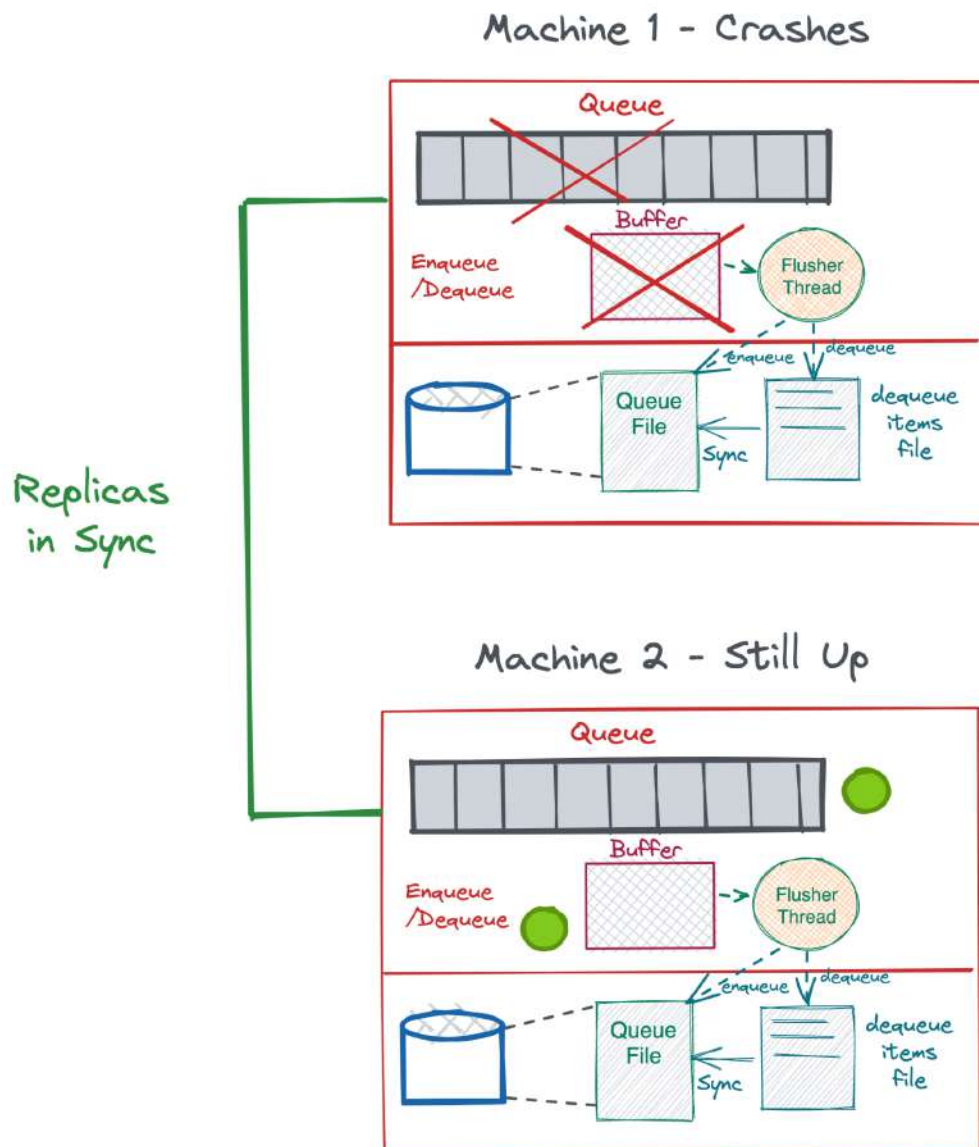 Machine 1 - Crashes
Queue
Buffer
Enqueue
/Dequeue
Flusher
Thread
enqueue
dequeue
Queue
File
Sync
dequeue
items
file
Replicas
in Sync
Machine 2 - Still Up
Queue
Buffer
Enqueue
/Dequeue
Flusher
Thread
enqueue
dequeue
Queue
File
Sync
dequeue
items
file